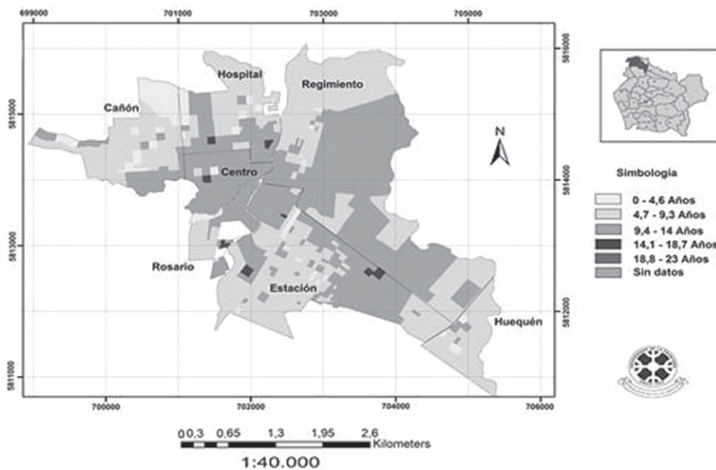 699000 701000 703000 705000
5816000
Hospital
Regimiento
Cañón
5815000
N
Centro
5814000
5813000
Rosario
Estación
Huequén
5812000
5811000
700000 702000 704000 706000
Simbología
0 - 4,6 Años
4,7 - 9,3 Años
9,4 - 14 Años
14,1 - 18,7 Años
18,8 - 23 Años
Sin datos
0 0,3 0,65 1,3 1,95 2,6
Kilometers
1:40.000